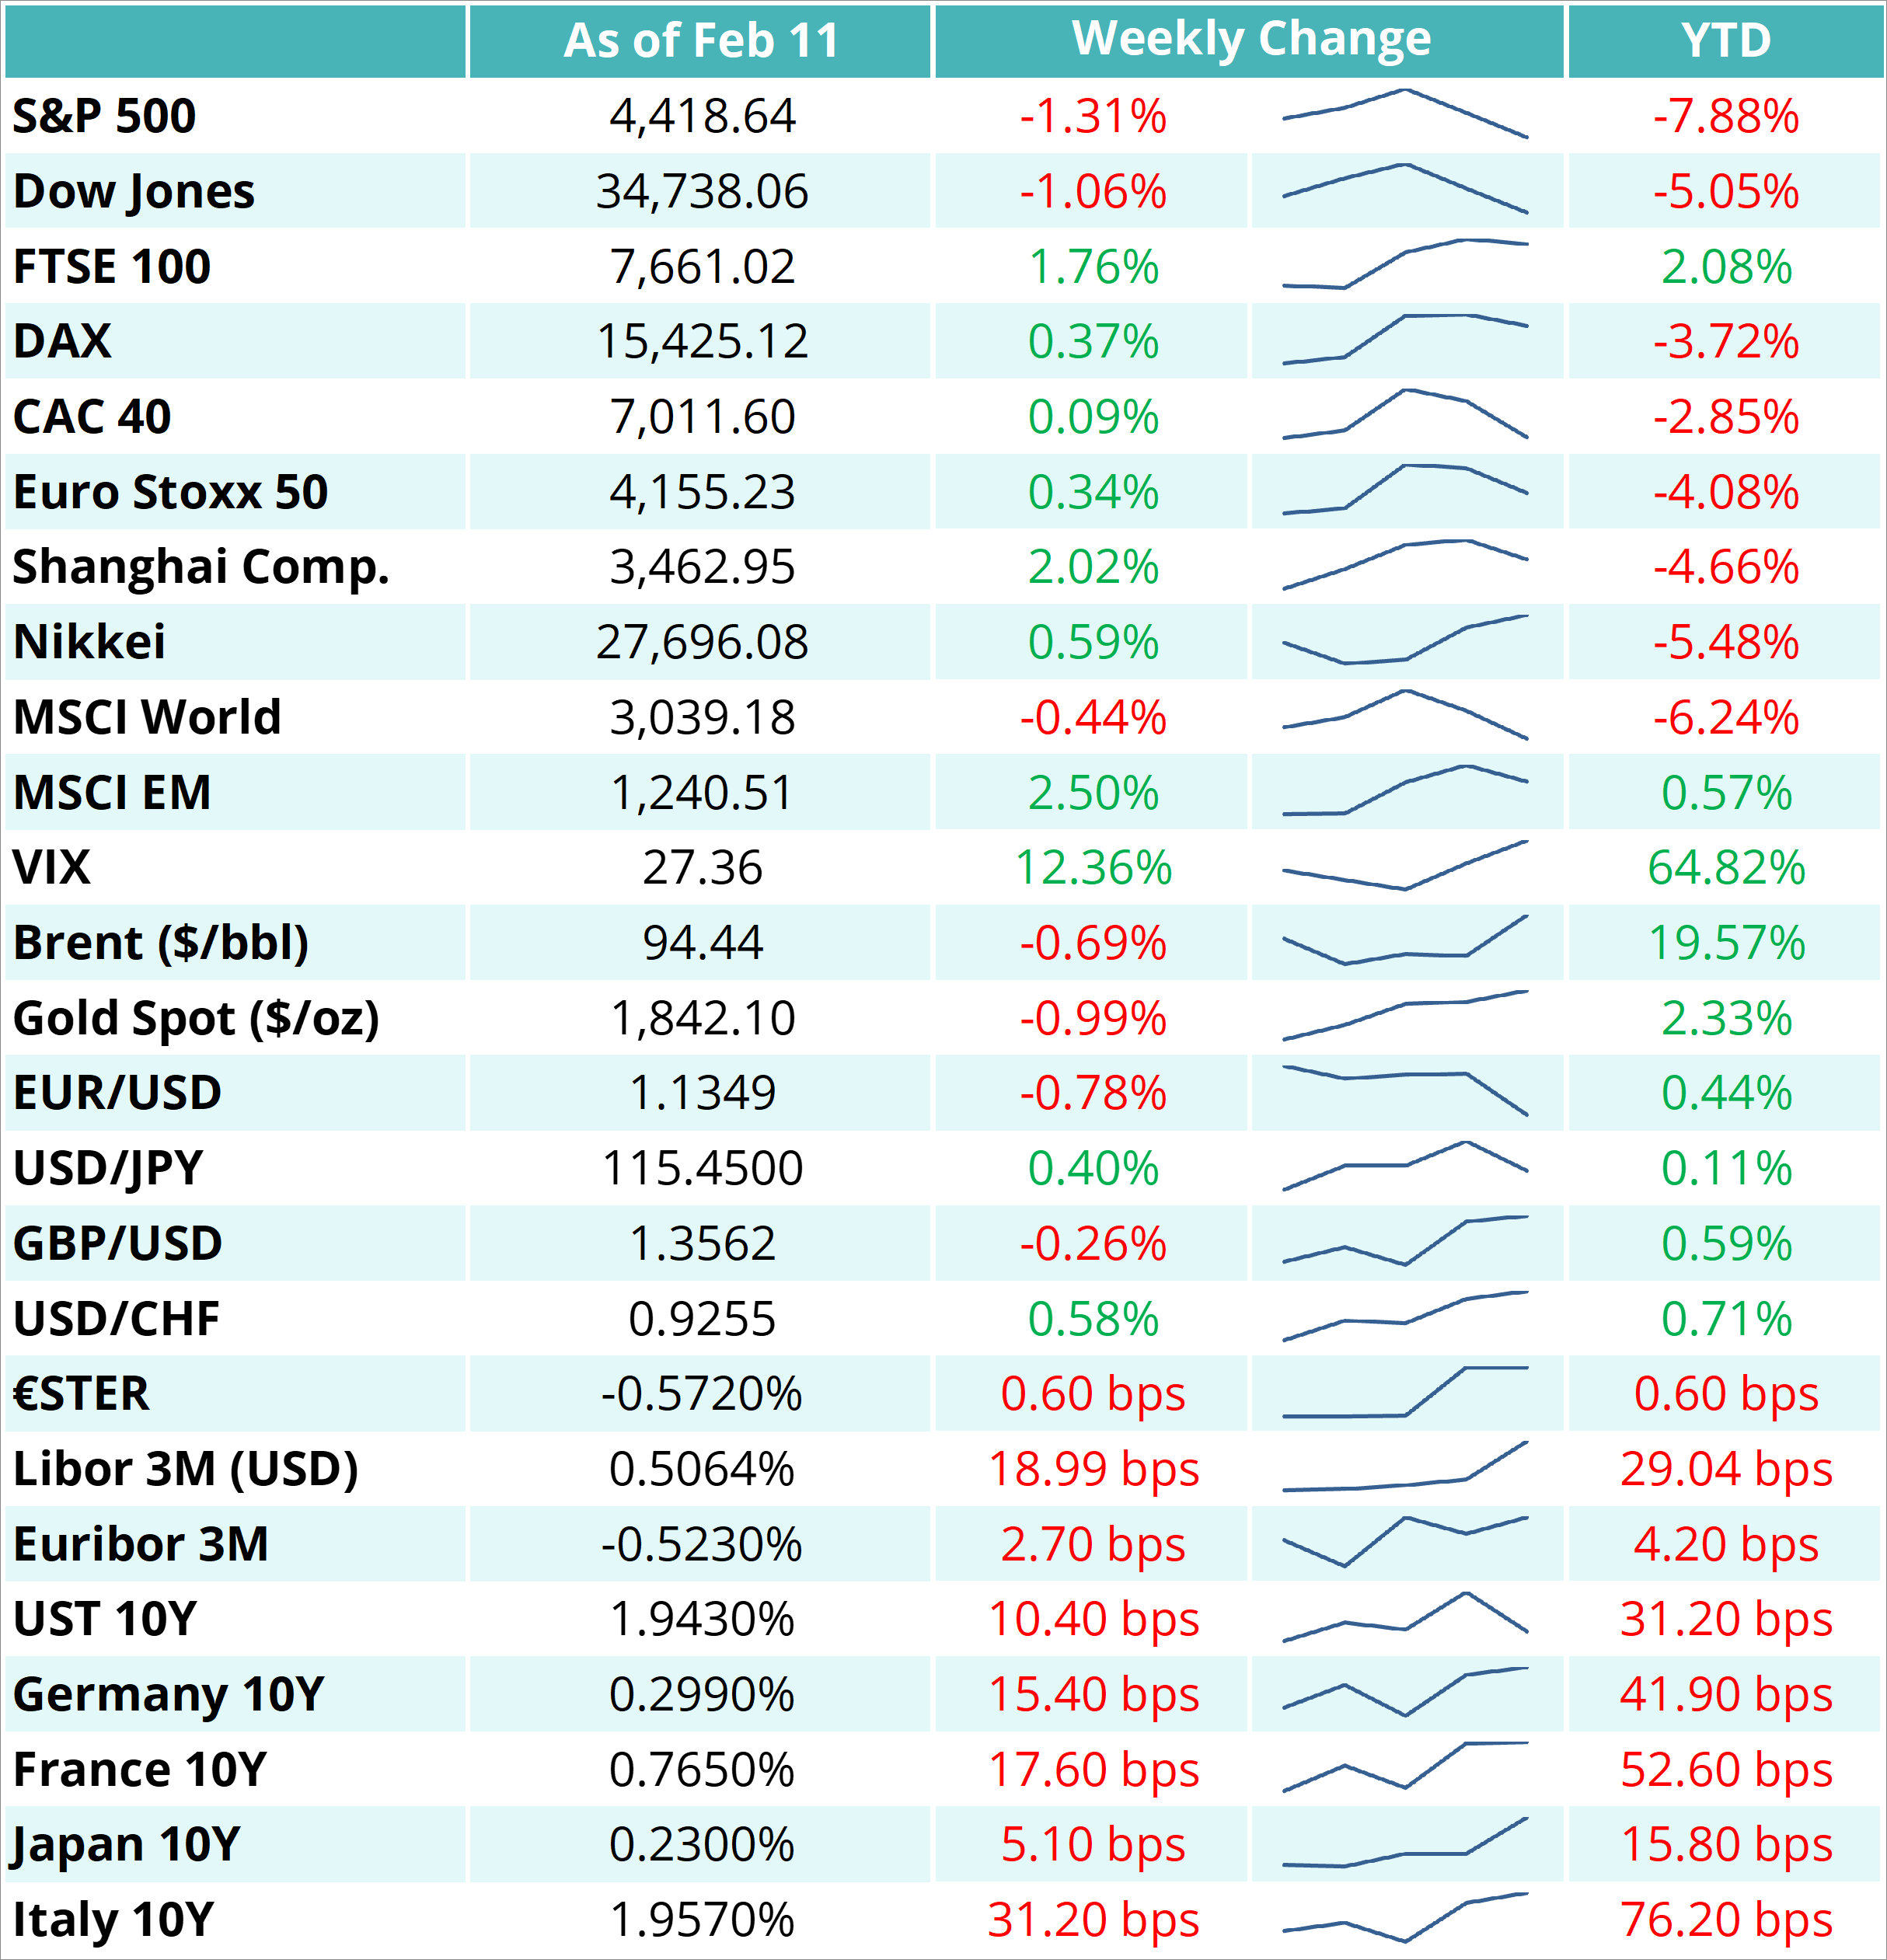 As of Feb 11 Weekly Change YTD
S&P 500 4,418.64 -1.31% -7.88%
Dow Jones 34,738.06 -1.06% -5.05%
FTSE 100 7,661.02 1.76% 2.08%
DAX 15,425.12 0.37% -3.72%
CAC 40 7,011.60 0.09% -2.85%
Euro Stoxx 50 4,155.23 0.34% -4.08%
Shanghai Comp. 3,462.95 2.02% -4.66%
Nikkei 27,696.08 0.59% -5.48%
MSCI World 3,039.18 -0.44% -6.24%
MSCI EM 1,240.51 2.50% 0.57%
VIX 27.36 12.36% 64.82%
Brent ($/bbl) 94.44 -0.69% 19.57%
Gold Spot ($/oz) 1,842.10 -0.99% 2.33%
EUR/USD 1.1349 -0.78% 0.44%
USD/JPY 115.4500 0.40% 0.11%
GBP/USD 1.3562 -0.26% 0.59%
USD/CHF 0.9255 0.58% 0.71%
€STER -0.5720% 0.60 bps 0.60 bps
Libor 3M (USD) 0.5064% 18.99 bps 29.04 bps
Euribor 3M -0.5230% 2.70 bps 4.20 bps
UST 10Y 1.9430% 10.40 bps 31.20 bps
Germany 10Y 0.2990% 15.40 bps 41.90 bps
France 10Y 0.7650% 17.60 bps 52.60 bps
Japan 10Y 0.2300% 5.10 bps 15.80 bps
Italy 10Y 1.9570% 31.20 bps 76.20 bps